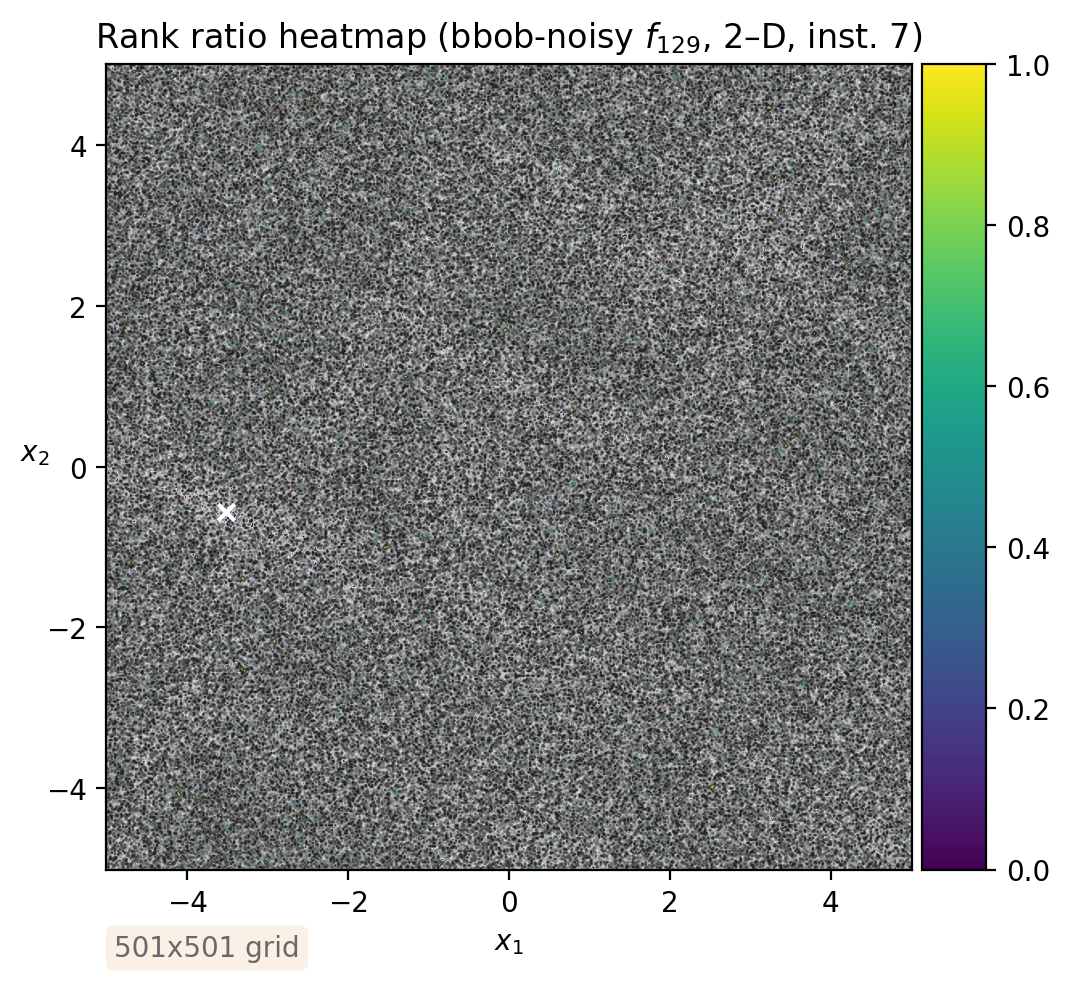 Rank ratio heatmap (bbob-noisy f₁₂₉, 2–D, inst. 7)
1.0
0.8
0.6
0.4
0.2
0.0
4
2
0
−2
−4
x₂
−4 −2 0 2 4
x₁
501x501 grid